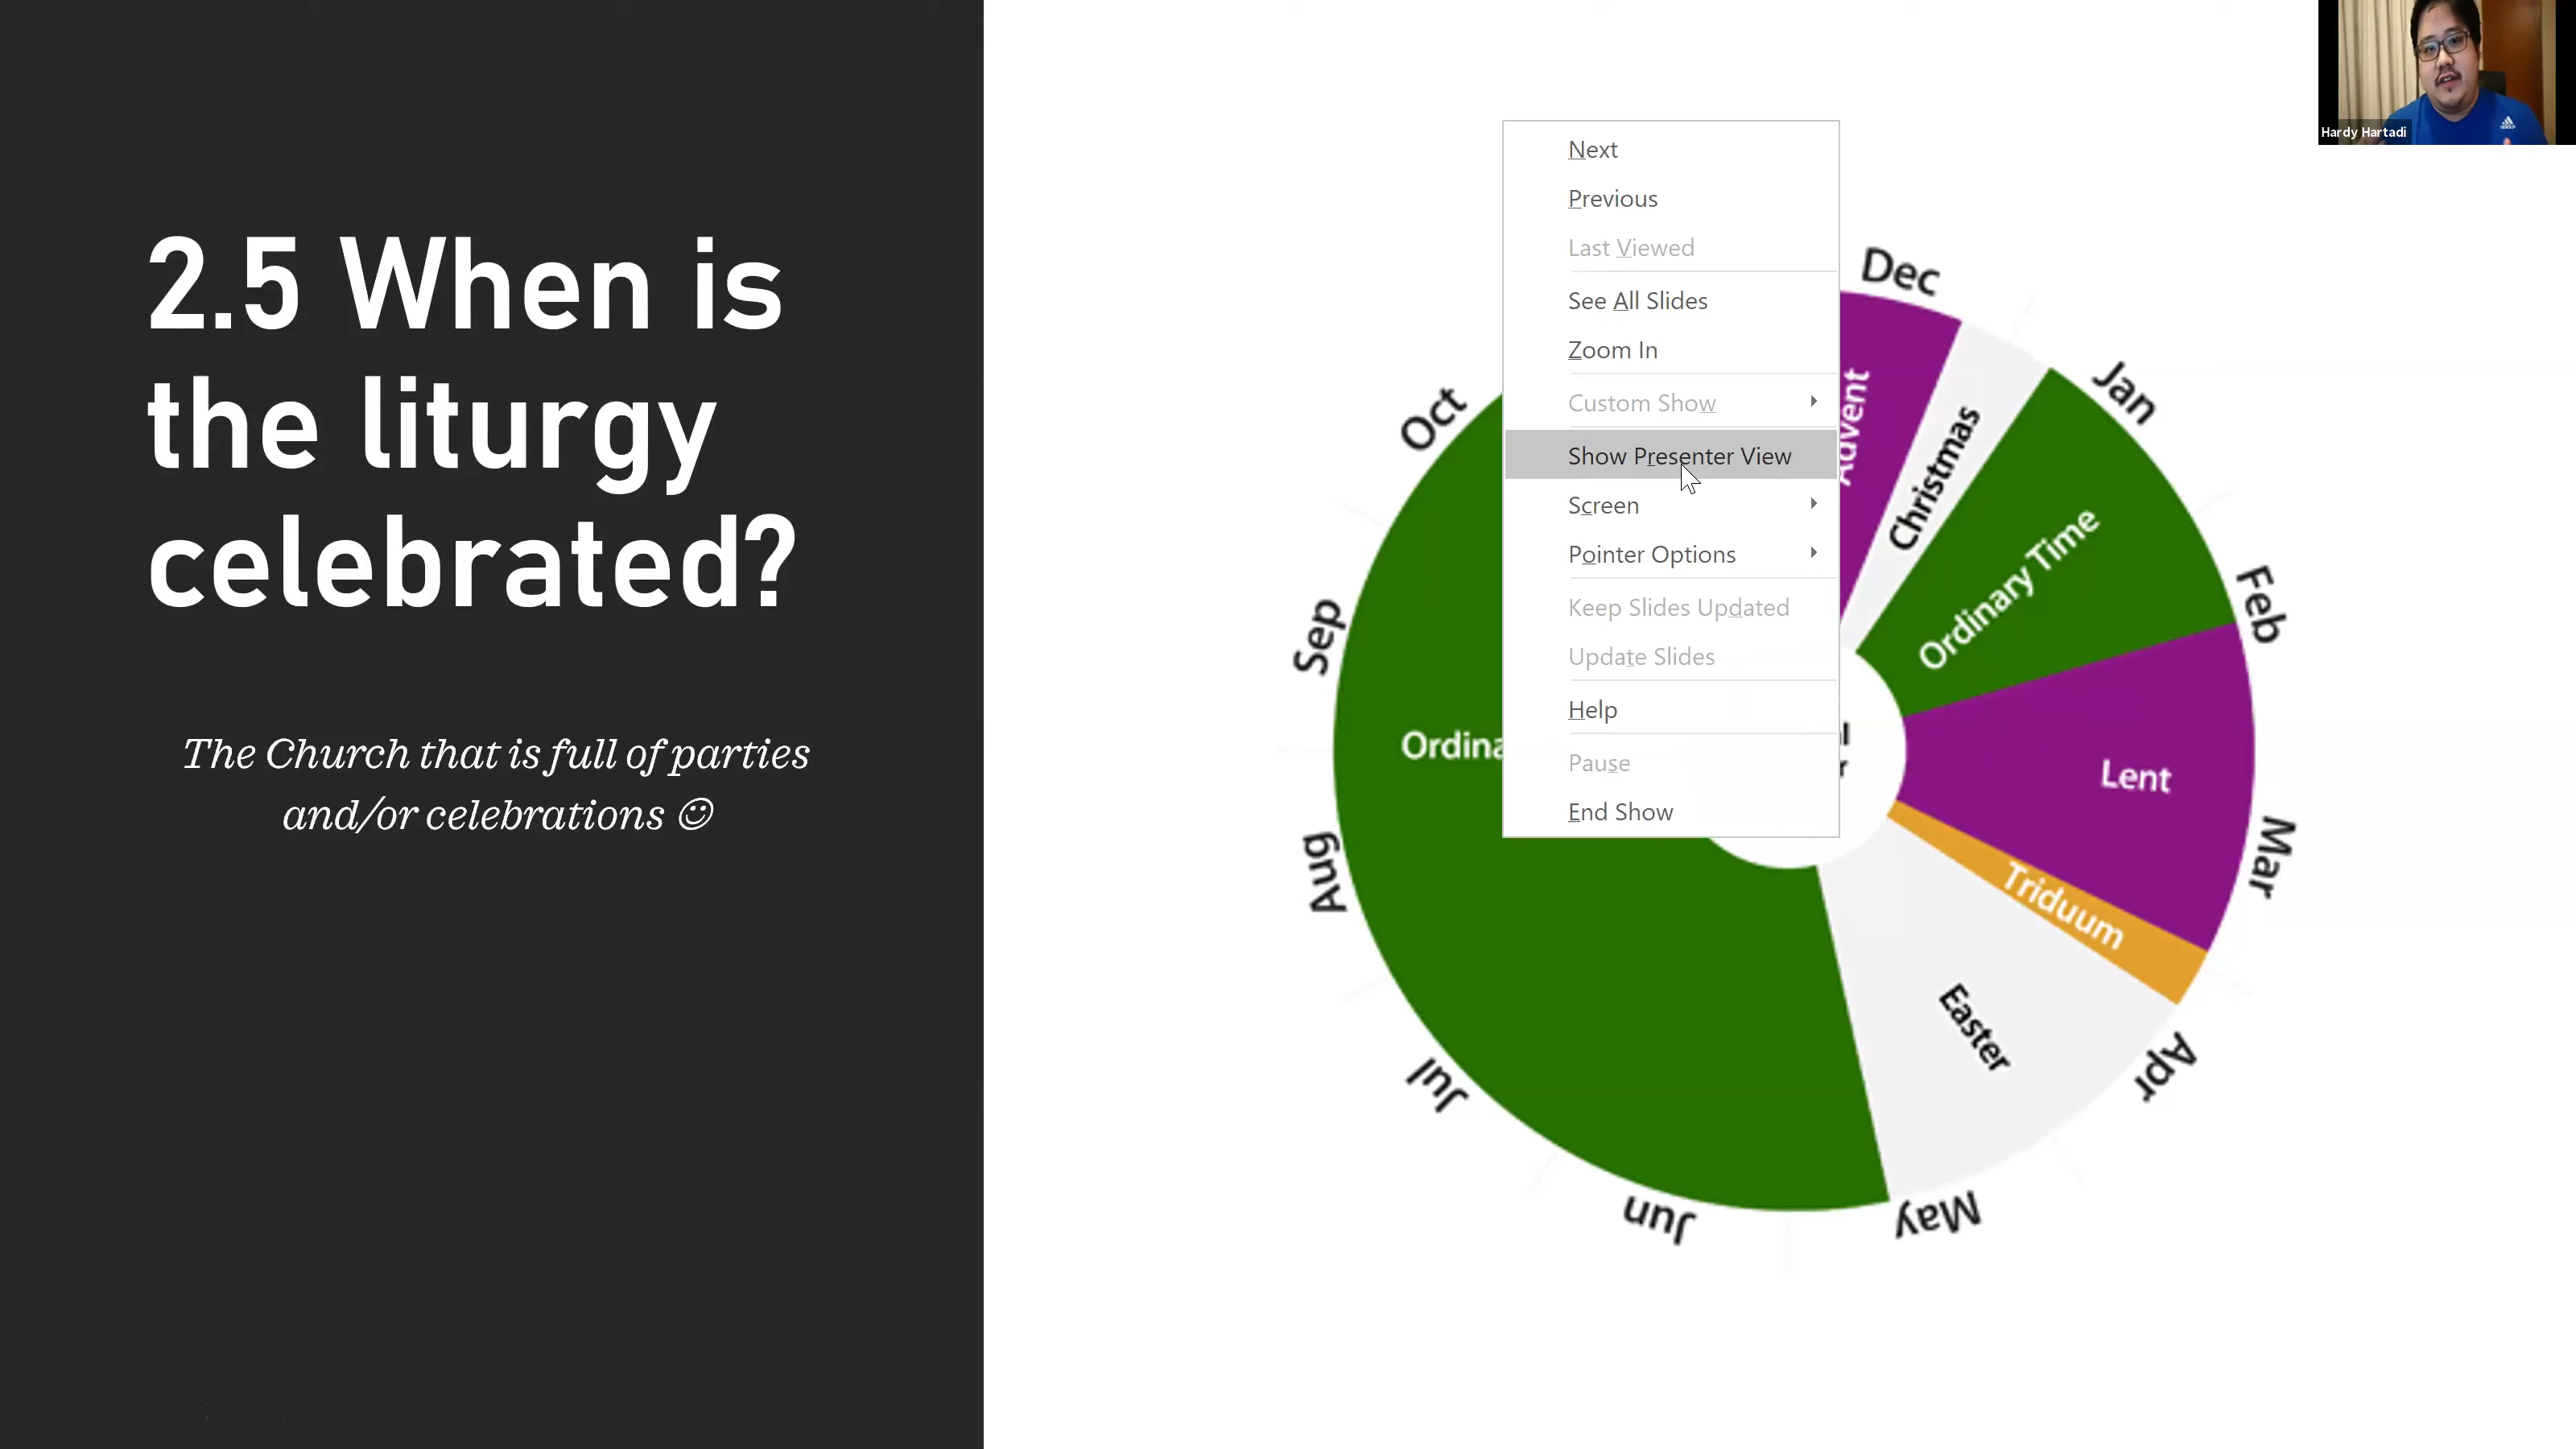 2.5 When is
the liturgy
celebrated?
The Church that is full of parties
and/or celebrations ☺
Hardy Hartadi
Next
Previous
Last Viewed
See All Slides
Zoom In
Custom Show
Show Presenter View
Screen
Pointer Options
Keep Slides Updated
Update Slides
Help
Pause
End Show
Dec
Jan
Feb
Mar
Apr
May
Jun
Jul
Aug
Sep
Oct
Advent
Christmas
Ordinary Time
Lent
Triduum
Easter